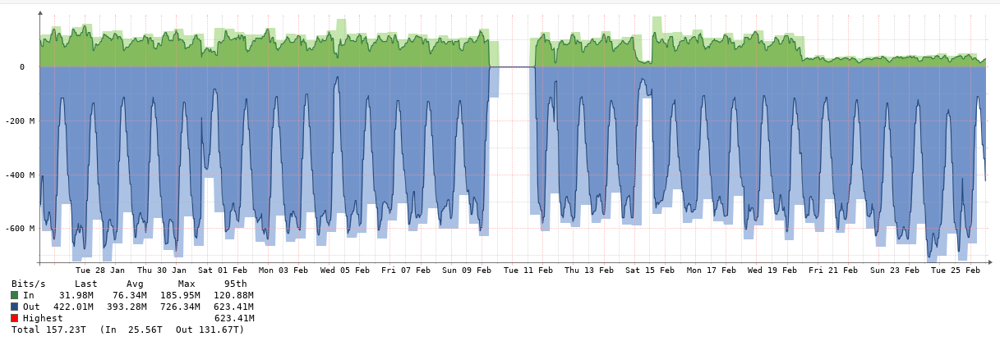 0
-200 M
-400 M
-600 M
Tue 28 Jan Thu 30 Jan Sat 01 Feb Mon 03 Feb Wed 05 Feb Fri 07 Feb Sun 09 Feb Tue 11 Feb Thu 13 Feb Sat 15 Feb Mon 17 Feb Wed 19 Feb Fri 21 Feb Sun 23 Feb Tue 25 Feb
Bits/s Last Avg Max 95th
In 31.98M 76.34M 185.95M 120.88M
Out 422.01M 393.28M 726.34M 623.41M
Highest 623.41M
Total 157.23T (In 25.56T Out 131.67T)